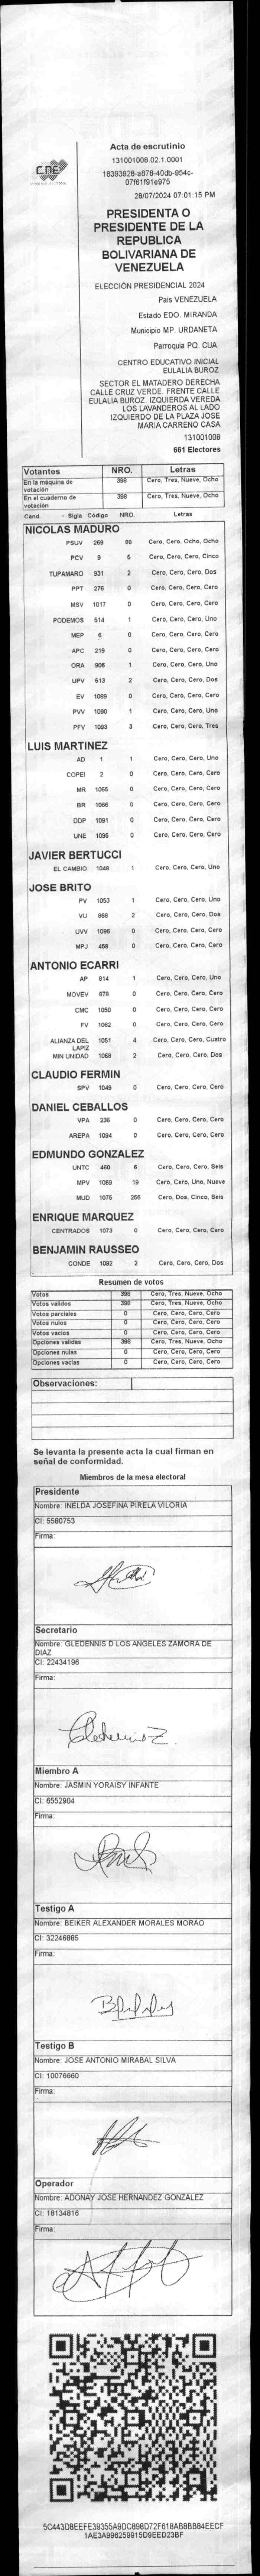 CNE
Acta de escrutinio
131001008.02.1.0001
18393928-a878-40db-954c-
07f61f91e975
28/07/2024 07:01:15 PM
PRESIDENTA O
PRESIDENTE DE LA
REPUBLICA
BOLIVARIANA DE
VENEZUELA
ELECCIÓN PRESIDENCIAL 2024
País VENEZUELA
Estado EDO. MIRANDA
Municipio MP. URDANETA
Parroquia PQ. CUA
CENTRO EDUCATIVO INICIAL
EULALIA BUROZ
SECTOR EL MATADERO DERECHA
CALLE CRUZ VERDE. FRENTE CALLE
EULALIA BUROZ. IZQUIERDA VEREDA
LOS LAVANDEROS AL LADO
IZQUIERDO DE LA PLAZA JOSE
MARIA CARRENO CASA
131001008
661 Electores
Votantes NRO. Letras
En la máquina de votación 398 Cero, Tres, Nueve, Ocho
En el cuaderno de votación 398 Cero, Tres, Nueve, Ocho
Cand. - Sigla Código NRO. Letras
NICOLAS MADURO
PSUV 269 88 Cero, Cero, Ocho, Ocho
PCV 9 5 Cero, Cero, Cero, Cinco
TUPAMARO 931 2 Cero, Cero, Cero, Dos
PPT 276 0 Cero, Cero, Cero, Cero
MSV 1017 0 Cero, Cero, Cero, Cero
PODEMOS 514 1 Cero, Cero, Cero, Uno
MEP 6 0 Cero, Cero, Cero, Cero
APC 219 0 Cero, Cero, Cero, Cero
ORA 906 1 Cero, Cero, Cero, Uno
UPV 513 2 Cero, Cero, Cero, Dos
EV 1099 0 Cero, Cero, Cero, Cero
PVV 1090 1 Cero, Cero, Cero, Uno
PFV 1093 3 Cero, Cero, Cero, Tres
LUIS MARTINEZ
AD 1 1 Cero, Cero, Cero, Uno
COPEI 2 0 Cero, Cero, Cero, Cero
MR 1065 0 Cero, Cero, Cero, Cero
BR 1066 0 Cero, Cero, Cero, Cero
DDP 1091 0 Cero, Cero, Cero, Cero
UNE 1095 0 Cero, Cero, Cero, Cero
JAVIER BERTUCCI
EL CAMBIO 1048 1 Cero, Cero, Cero, Uno
JOSE BRITO
PV 1053 1 Cero, Cero, Cero, Uno
VU 868 2 Cero, Cero, Cero, Dos
UVV 1096 0 Cero, Cero, Cero, Cero
MPJ 458 0 Cero, Cero, Cero, Cero
ANTONIO ECARRI
AP 814 1 Cero, Cero, Cero, Uno
MOVEV 878 0 Cero, Cero, Cero, Cero
CMC 1050 0 Cero, Cero, Cero, Cero
FV 1062 0 Cero, Cero, Cero, Cero
ALIANZA DEL LAPIZ 1051 4 Cero, Cero, Cero, Cuatro
MIN UNIDAD 1068 2 Cero, Cero, Cero, Dos
CLAUDIO FERMIN
SPV 1049 0 Cero, Cero, Cero, Cero
DANIEL CEBALLOS
VPA 236 0 Cero, Cero, Cero, Cero
AREPA 1094 0 Cero, Cero, Cero, Cero
EDMUNDO GONZALEZ
UNTC 460 6 Cero, Cero, Cero, Seis
MPV 1069 19 Cero, Cero, Uno, Nueve
MUD 1075 256 Cero, Dos, Cinco, Seis
ENRIQUE MARQUEZ
CENTRADOS 1073 0 Cero, Cero, Cero, Cero
BENJAMIN RAUSSEO
CONDE 1092 2 Cero, Cero, Cero, Dos
Resumen de votos
Votos 398 Cero, Tres, Nueve, Ocho
Votos validos 398 Cero, Tres, Nueve, Ocho
Votos parciales 0 Cero, Cero, Cero, Cero
Votos nulos 0 Cero, Cero, Cero, Cero
Votos vacios 0 Cero, Cero, Cero, Cero
Opciones validas 398 Cero, Tres, Nueve, Ocho
Opciones nulas 0 Cero, Cero, Cero, Cero
Opciones vacias 0 Cero, Cero, Cero, Cero
Observaciones:
Se levanta la presente acta la cual firman en
señal de conformidad.
Miembros de la mesa electoral
Presidente
Nombre: INELDA JOSEFINA PIRELA VILORIA
CI: 5580753
Firma:
Secretario
Nombre: GLEDENNIS D LOS ANGELES ZAMORA DE
DIAZ
CI: 22434196
Firma:
Miembro A
Nombre: JASMIN YORAISY INFANTE
CI: 6552904
Firma:
Testigo A
Nombre: BEIKER ALEXANDER MORALES MORAO
CI: 32246885
Firma:
Testigo B
Nombre: JOSE ANTONIO MIRABAL SILVA
CI: 10076660
Firma:
Operador
Nombre: ADONAY JOSE HERNANDEZ GONZALEZ
CI: 18134816
Firma:
5C443D8EEFE39355A9DC898D72F618AB8BB84EECF
1AE3A996259915D9EED23BF